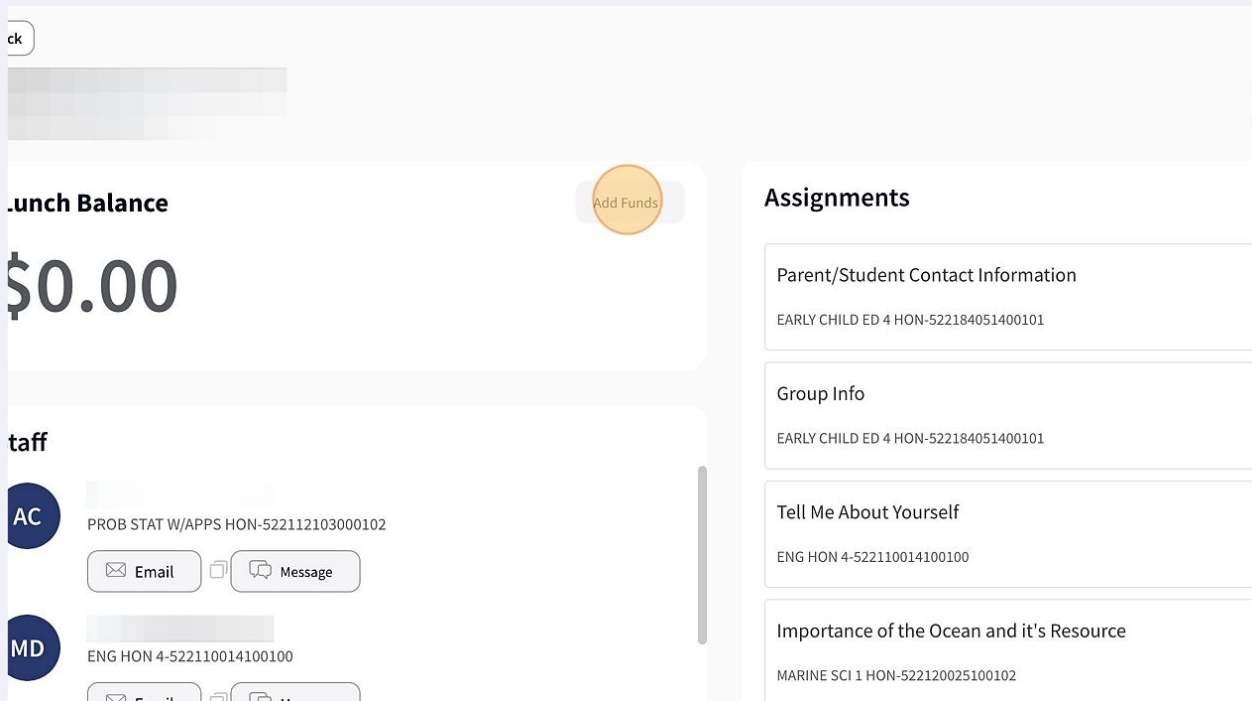 ck
Lunch Balance
Add Funds
$0.00
taff
AC
PROB STAT W/APPS HON-522112103000102
Email
Message
MD
ENG HON 4-522110014100100
Assignments
Parent/Student Contact Information
EARLY CHILD ED 4 HON-522184051400101
Group Info
EARLY CHILD ED 4 HON-522184051400101
Tell Me About Yourself
ENG HON 4-522110014100100
Importance of the Ocean and it's Resource
MARINE SCI 1 HON-522120025100102